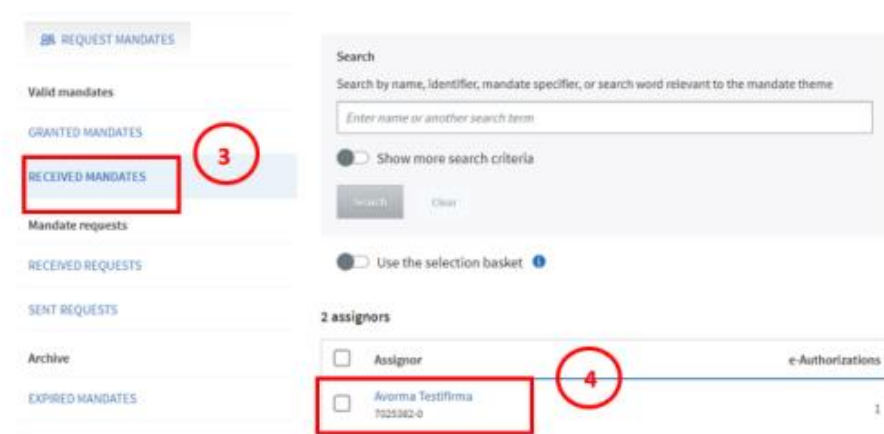 REQUEST MANDATES
Valid mandates
GRANTED MANDATES
3
RECEIVED MANDATES
Mandate requests
RECEIVED REQUESTS
SENT REQUESTS
Archive
EXPIRED MANDATES
Search
Search by name, identifier, mandate specifier, or search word relevant to the mandate theme
Enter name or another search term
Show more search criteria
Search Clear
Use the selection basket
2 assignors
Assignor e-Authorizations
4
Avorma Testifirma
7025382-0 1